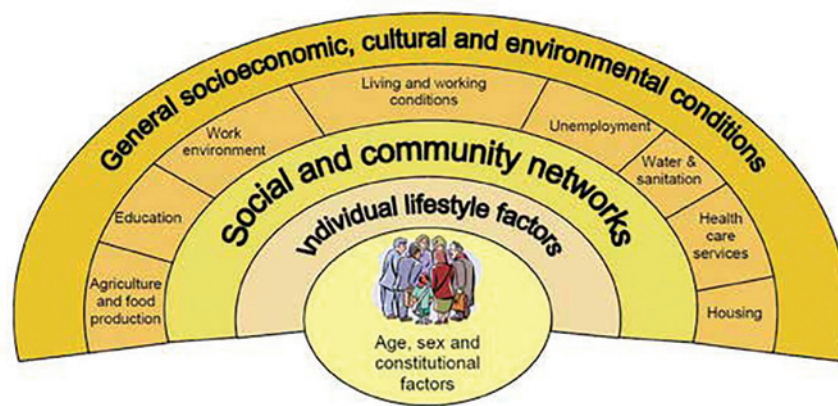 General socioeconomic, cultural and environmental conditions
Living and working
conditions
Work
environment
Unemployment
Water &
sanitation
Education
Health
care
services
Agriculture
and food
production
Housing
Social and community networks
Individual lifestyle factors
Age, sex and
constitutional
factors